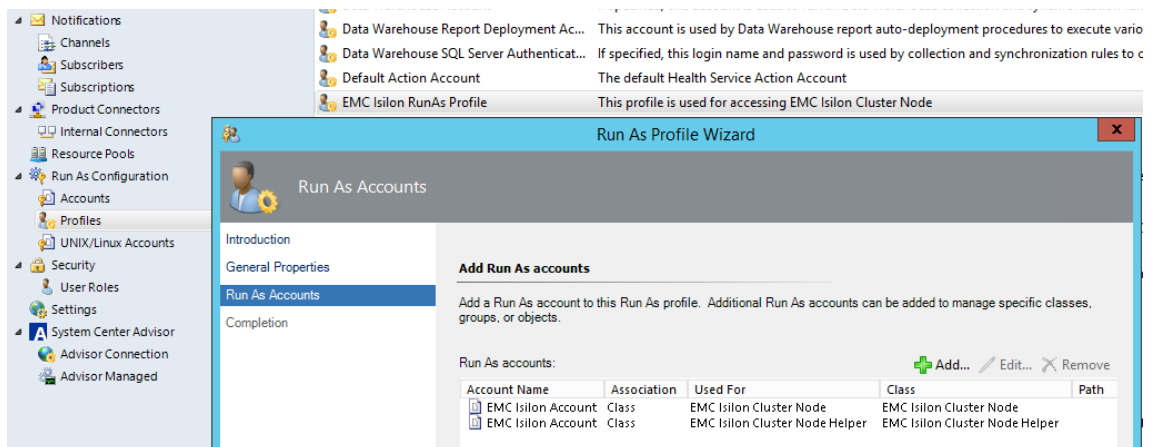 Notifications
Channels
Subscribers
Subscriptions
Product Connectors
Internal Connectors
Resource Pools
Run As Configuration
Accounts
Profiles
UNIX/Linux Accounts
Security
User Roles
Settings
System Center Advisor
Advisor Connection
Advisor Managed
Data Warehouse Report Deployment Ac... This account is used by Data Warehouse report auto-deployment procedures to execute vario
Data Warehouse SQL Server Authenticat... If specified, this login name and password is used by collection and synchronization rules to c
Default Action Account The default Health Service Action Account
EMC Isilon RunAs Profile This profile is used for accessing EMC Isilon Cluster Node
Run As Profile Wizard
x
Run As Accounts
Introduction
General Properties
Run As Accounts
Completion
Add Run As accounts
Add a Run As account to this Run As profile. Additional Run As accounts can be added to manage specific classes,
groups, or objects.
Run As accounts:
Add... Edit... Remove
Account Name Association Used For Class Path
EMC Isilon Account Class EMC Isilon Cluster Node EMC Isilon Cluster Node
EMC Isilon Account Class EMC Isilon Cluster Node Helper EMC Isilon Cluster Node Helper